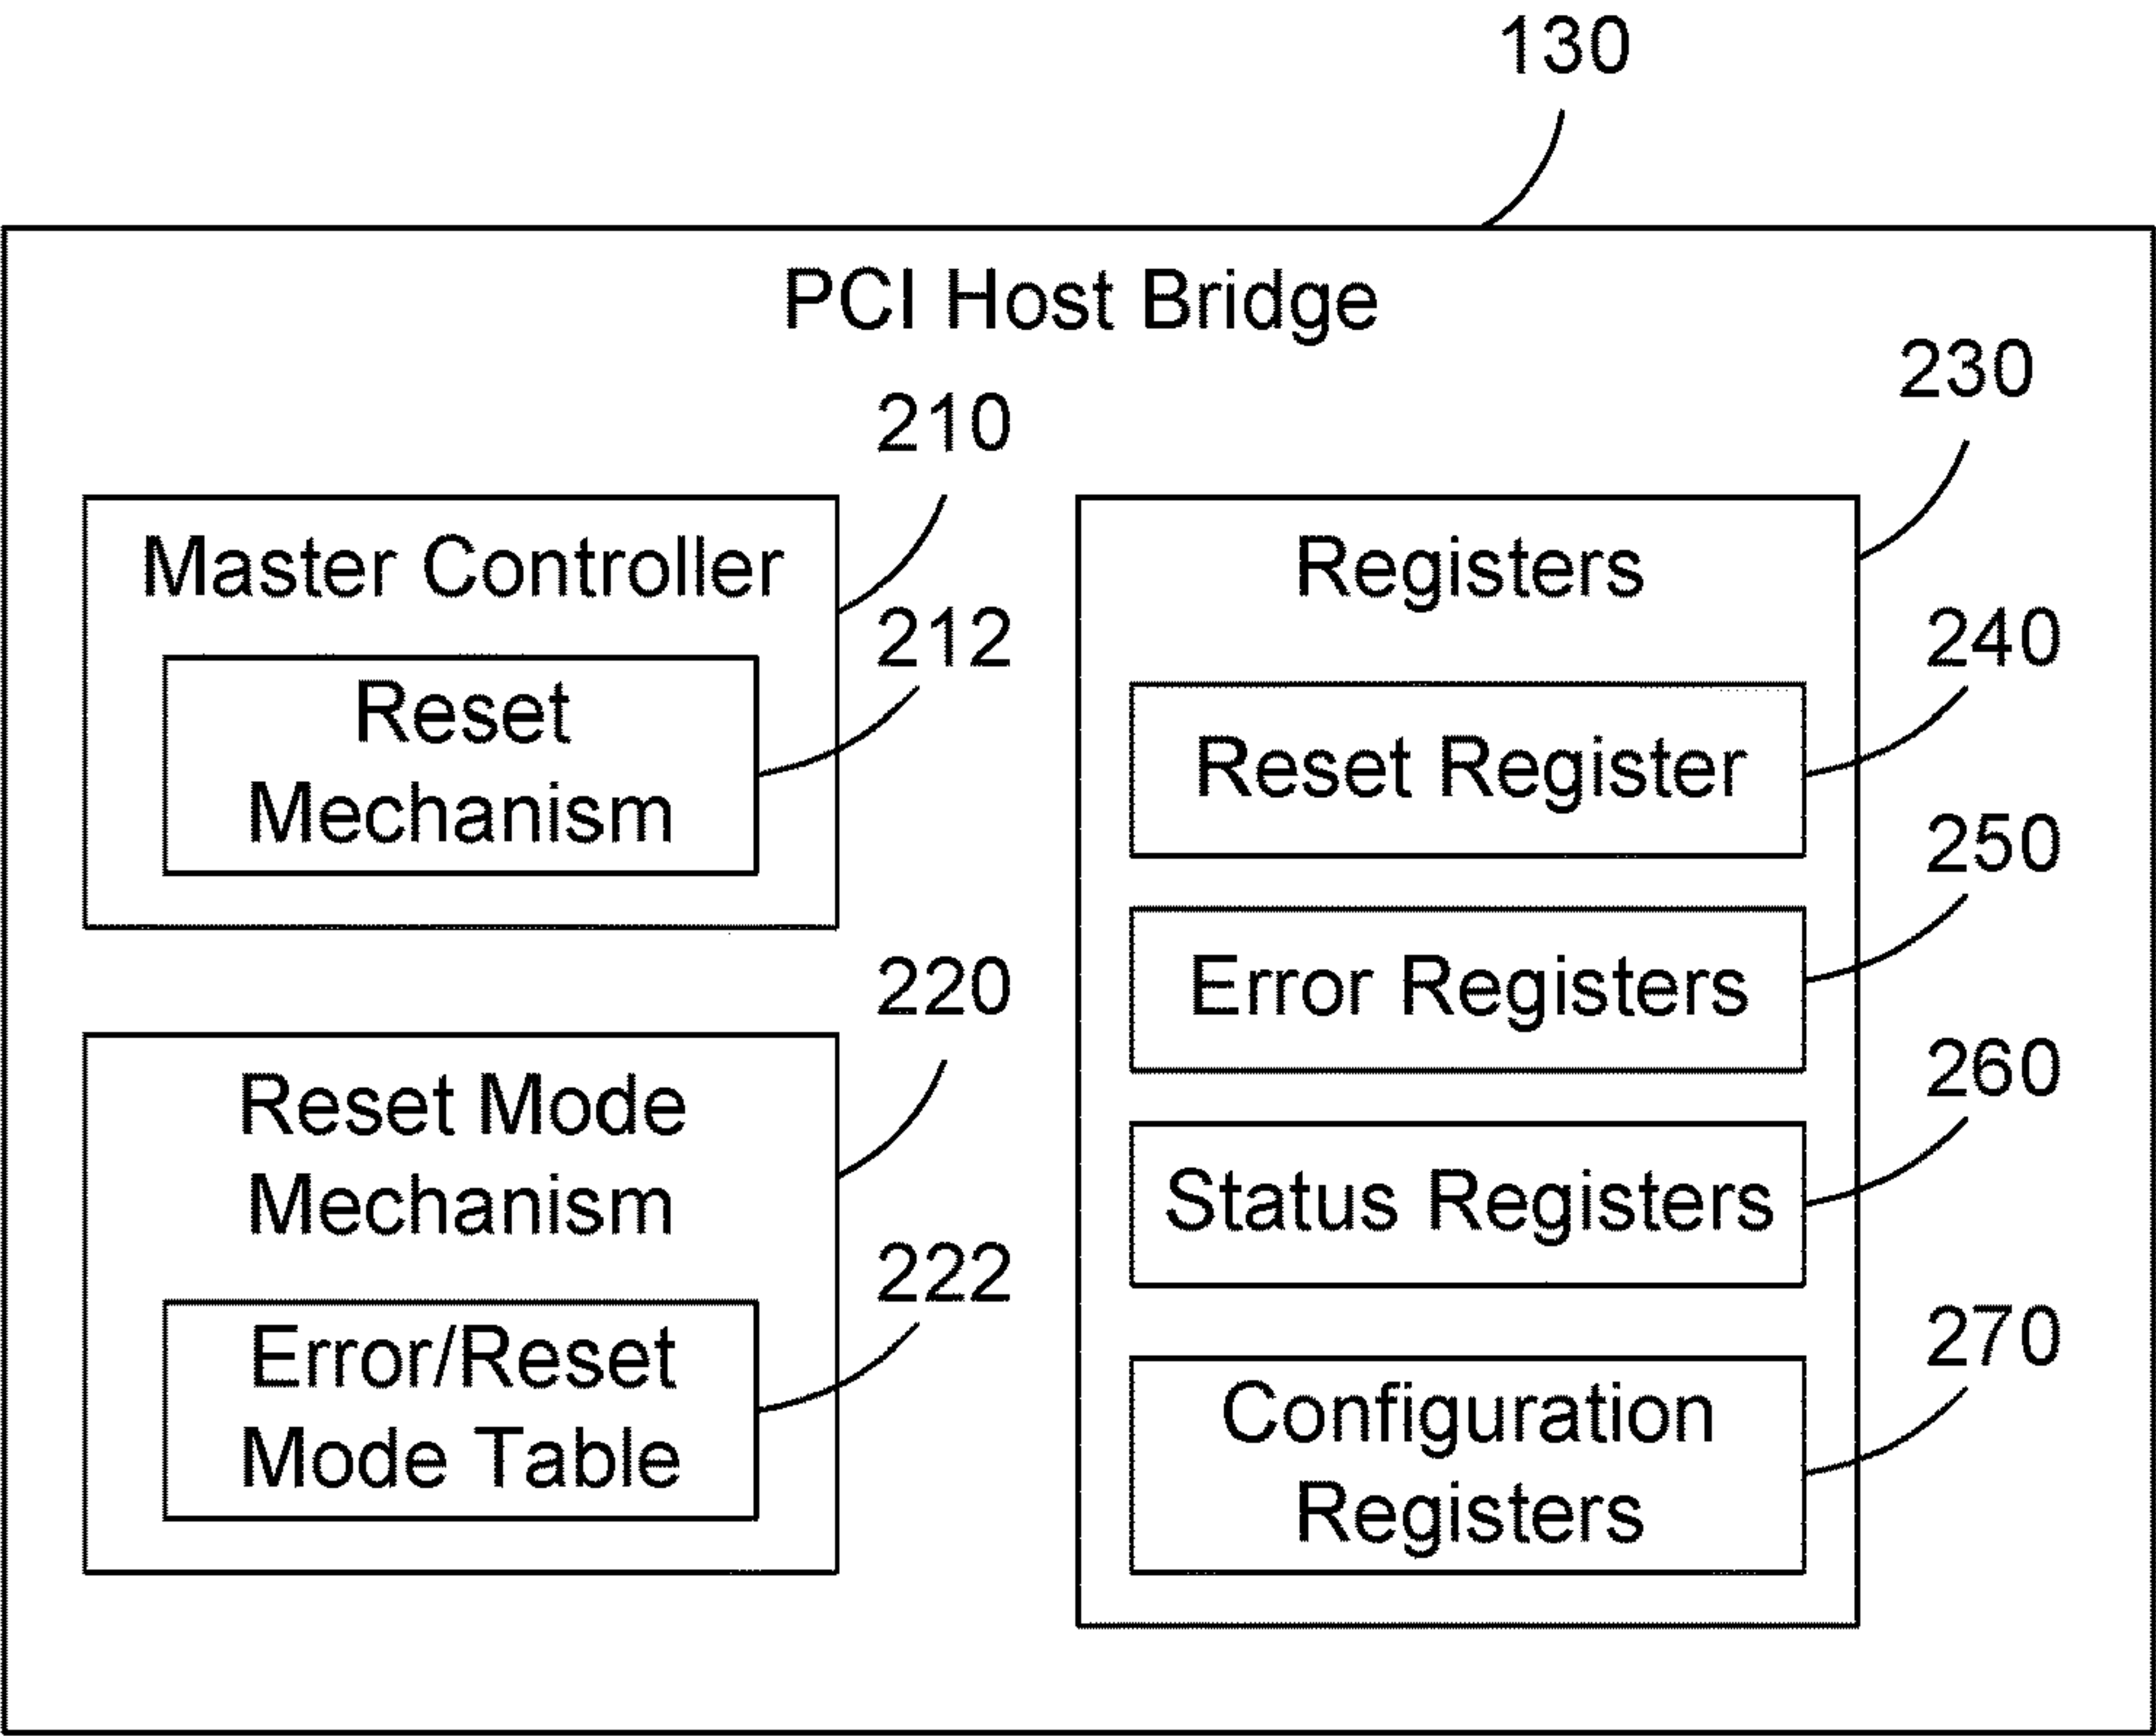 130
PCI Host Bridge
210
Master Controller
212
Reset
Mechanism
220
Reset Mode
Mechanism
222
Error/Reset
Mode Table
230
Registers
240
Reset Register
250
Error Registers
260
Status Registers
270
Configuration
Registers